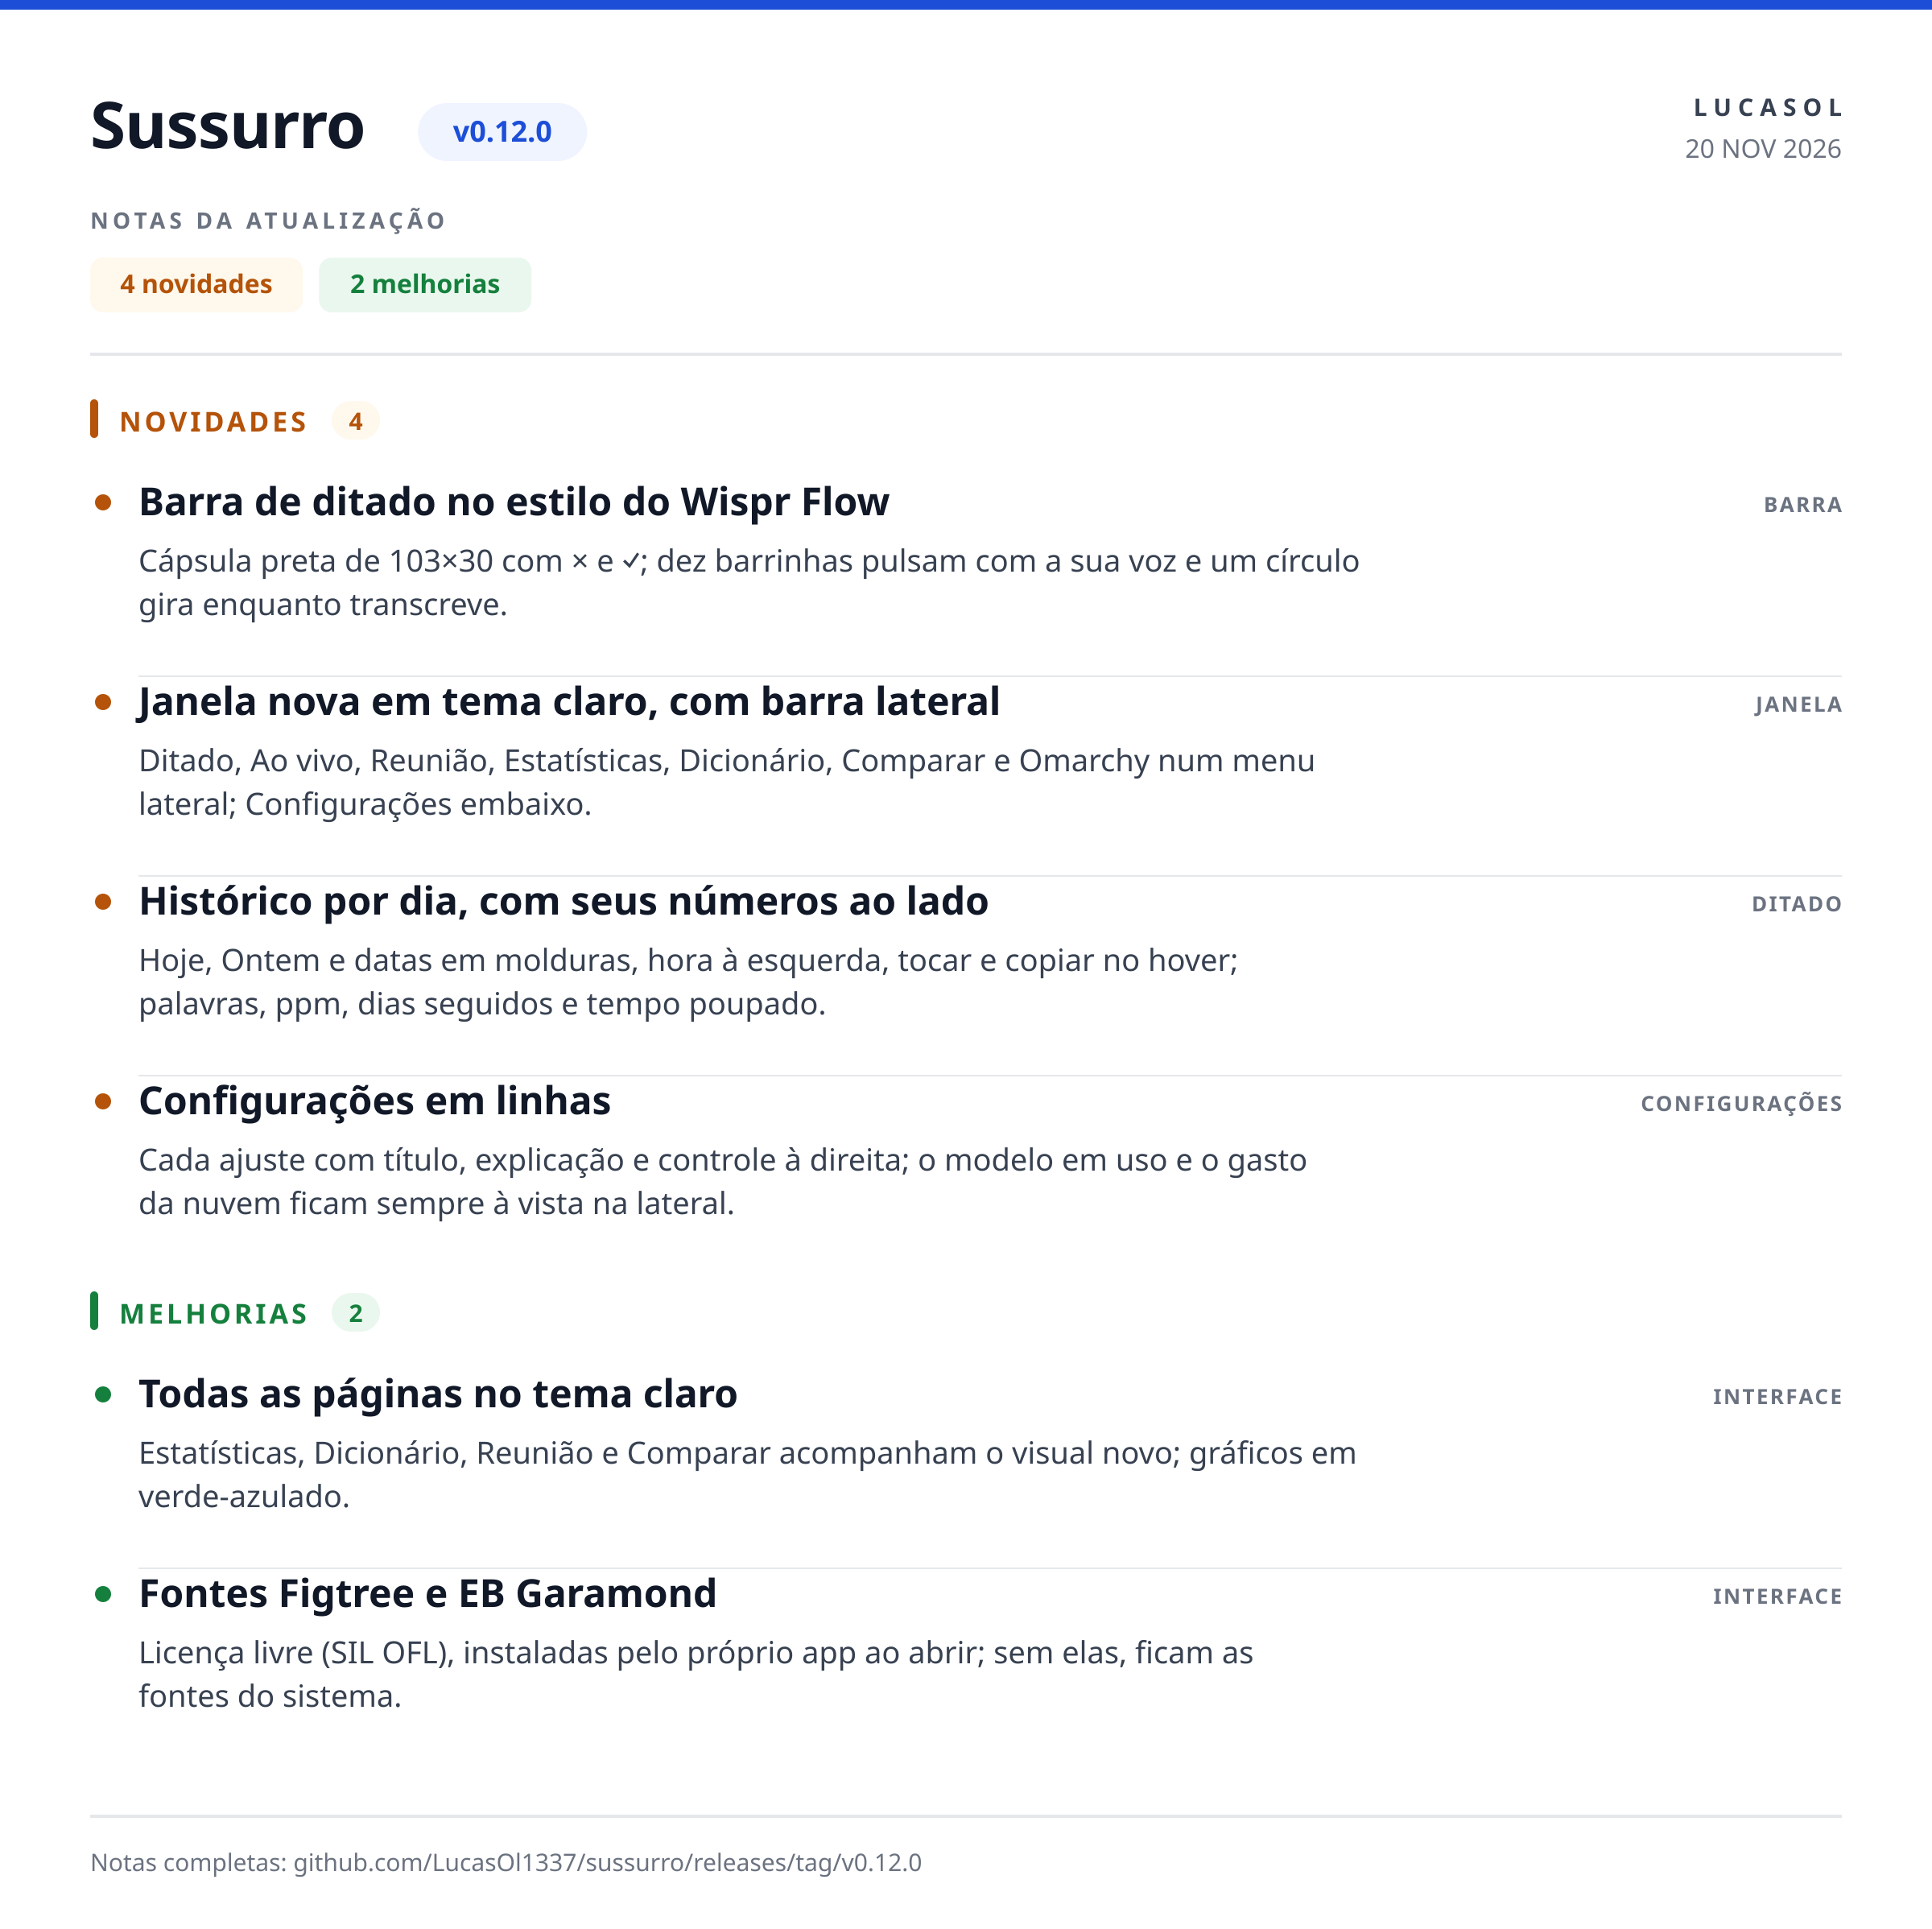 Sussurro v0.12.0
LUCASOL
20 NOV 2026
NOTAS DA ATUALIZAÇÃO
4 novidades 2 melhorias
NOVIDADES 4
Barra de ditado no estilo do Wispr Flow BARRA
Cápsula preta de 103×30 com × e ✓; dez barrinhas pulsam com a sua voz e um círculo
gira enquanto transcreve.
Janela nova em tema claro, com barra lateral JANELA
Ditado, Ao vivo, Reunião, Estatísticas, Dicionário, Comparar e Omarchy num menu
lateral; Configurações embaixo.
Histórico por dia, com seus números ao lado DITADO
Hoje, Ontem e datas em molduras, hora à esquerda, tocar e copiar no hover;
palavras, ppm, dias seguidos e tempo poupado.
Configurações em linhas CONFIGURAÇÕES
Cada ajuste com título, explicação e controle à direita; o modelo em uso e o gasto
da nuvem ficam sempre à vista na lateral.
MELHORIAS 2
Todas as páginas no tema claro INTERFACE
Estatísticas, Dicionário, Reunião e Comparar acompanham o visual novo; gráficos em
verde-azulado.
Fontes Figtree e EB Garamond INTERFACE
Licença livre (SIL OFL), instaladas pelo próprio app ao abrir; sem elas, ficam as
fontes do sistema.
Notas completas: github.com/LucasOl1337/sussurro/releases/tag/v0.12.0